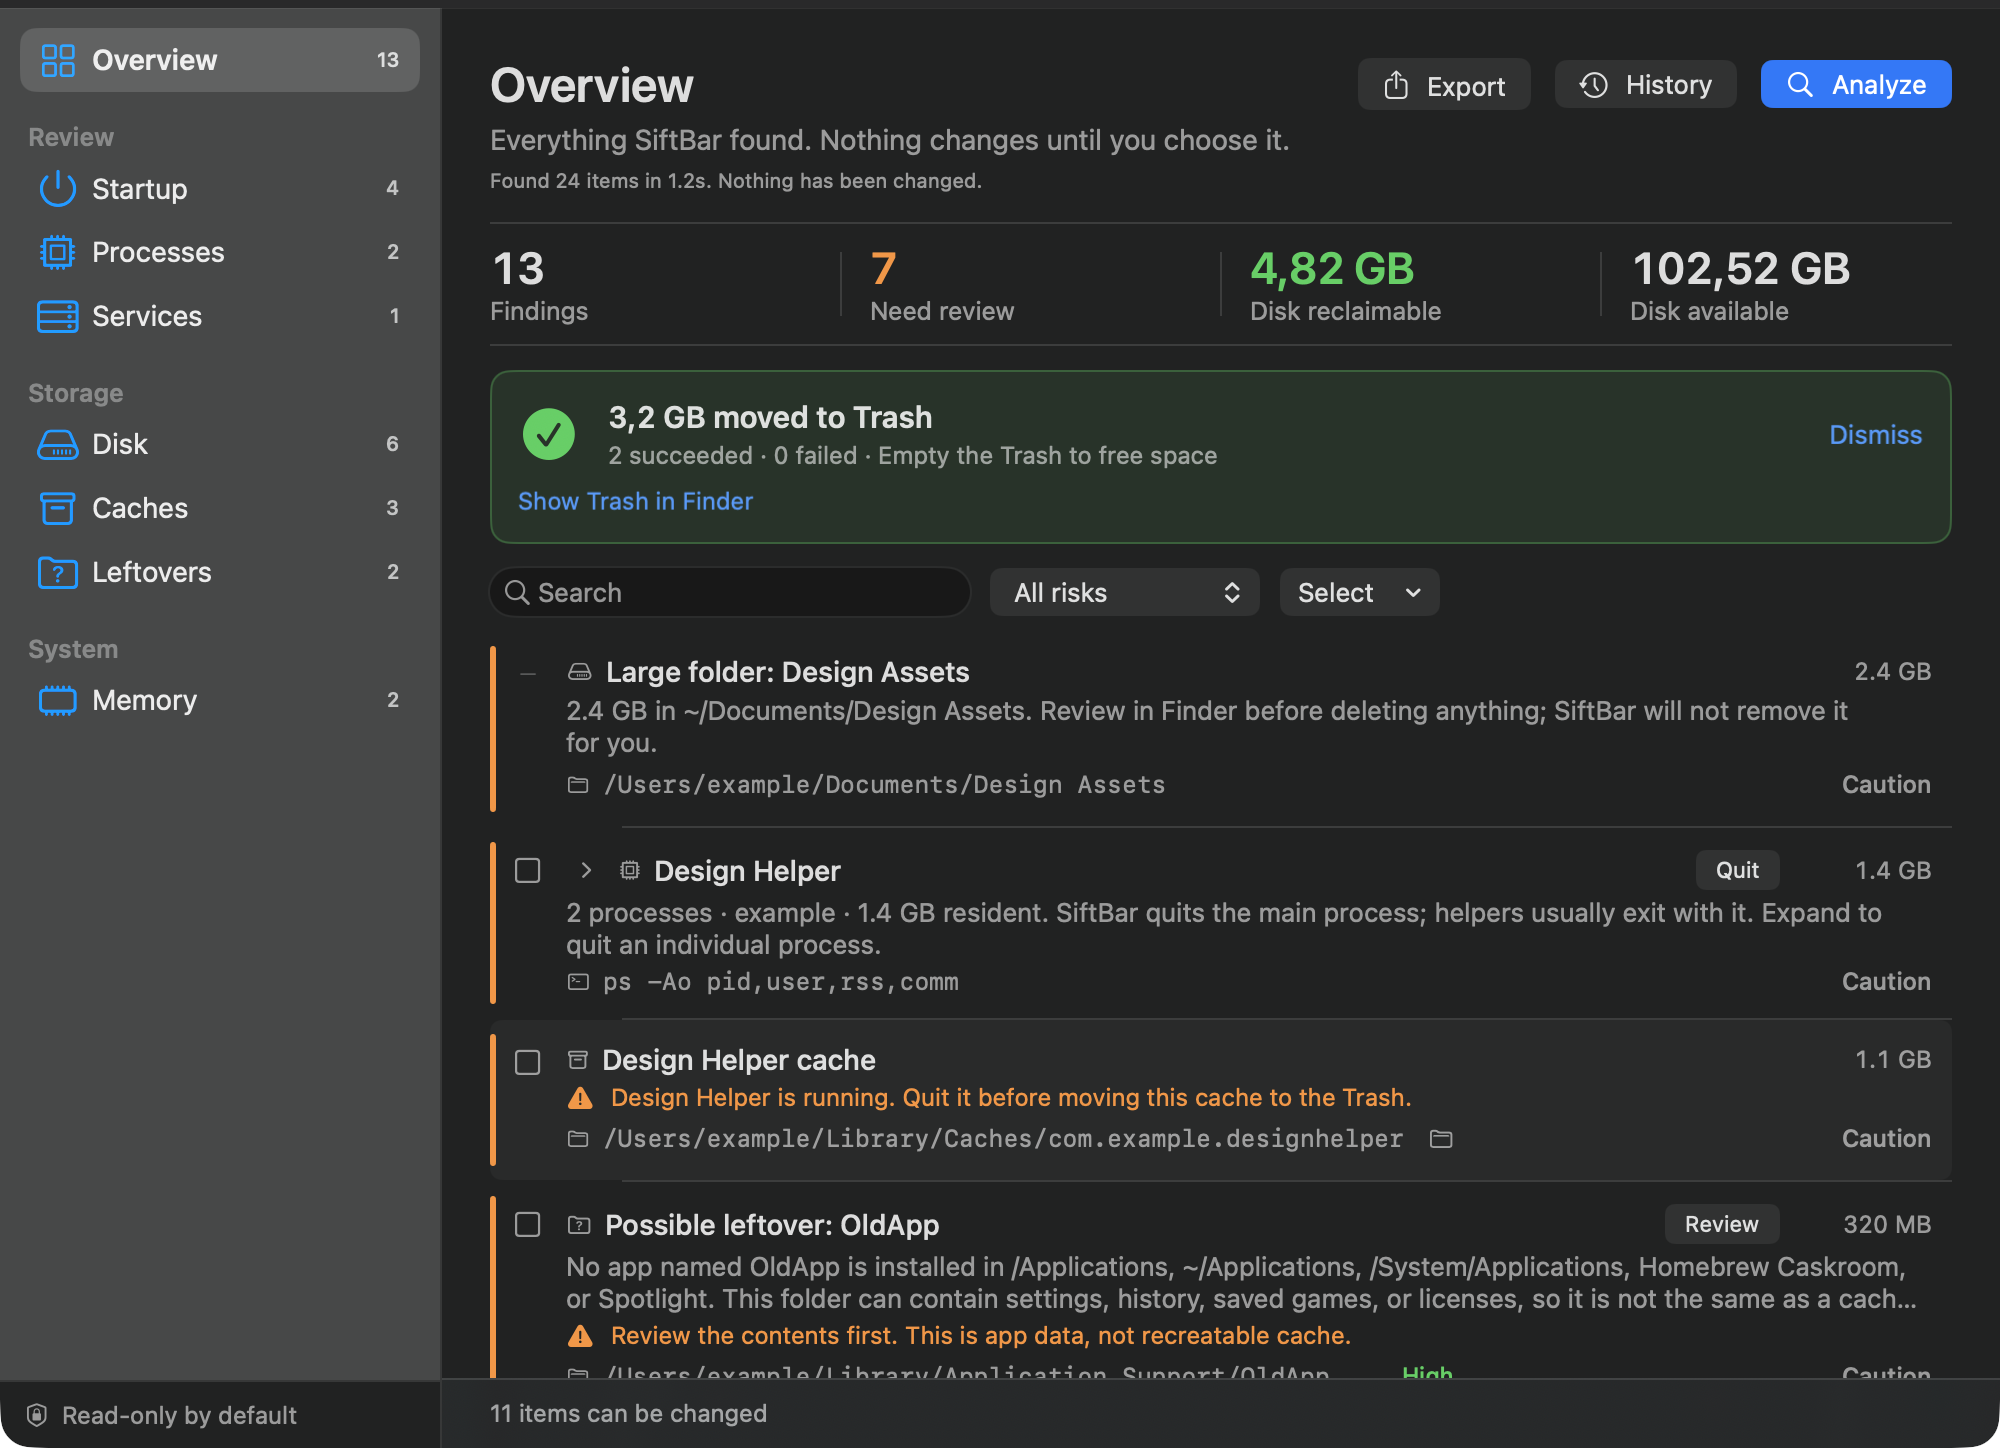 Overview 13
Review
Startup 4
Processes 2
Services 1
Storage
Disk 6
Caches 3
Leftovers 2
System
Memory 2
Read-only by default
Overview
Export
History
Analyze
Everything SiftBar found. Nothing changes until you choose it.
Found 24 items in 1.2s. Nothing has been changed.
13
Findings
7
Need review
4,82 GB
Disk reclaimable
102,52 GB
Disk available
3,2 GB moved to Trash
2 succeeded · 0 failed · Empty the Trash to free space
Dismiss
Show Trash in Finder
Search
All risks
Select
Large folder: Design Assets 2.4 GB
2.4 GB in ~/Documents/Design Assets. Review in Finder before deleting anything; SiftBar will not remove it
for you.
/Users/example/Documents/Design Assets Caution
Design Helper Quit 1.4 GB
2 processes · example · 1.4 GB resident. SiftBar quits the main process; helpers usually exit with it. Expand to
quit an individual process.
ps -Ao pid,user,rss,comm Caution
Design Helper cache 1.1 GB
Design Helper is running. Quit it before moving this cache to the Trash.
/Users/example/Library/Caches/com.example.designhelper Caution
Possible leftover: OldApp Review 320 MB
No app named OldApp is installed in /Applications, ~/Applications, /System/Applications, Homebrew Caskroom,
or Spotlight. This folder can contain settings, history, saved games, or licenses, so it is not the same as a cach...
Review the contents first. This is app data, not recreatable cache.
/Users/example/Library/Application Support/OldApp High Caution
11 items can be changed